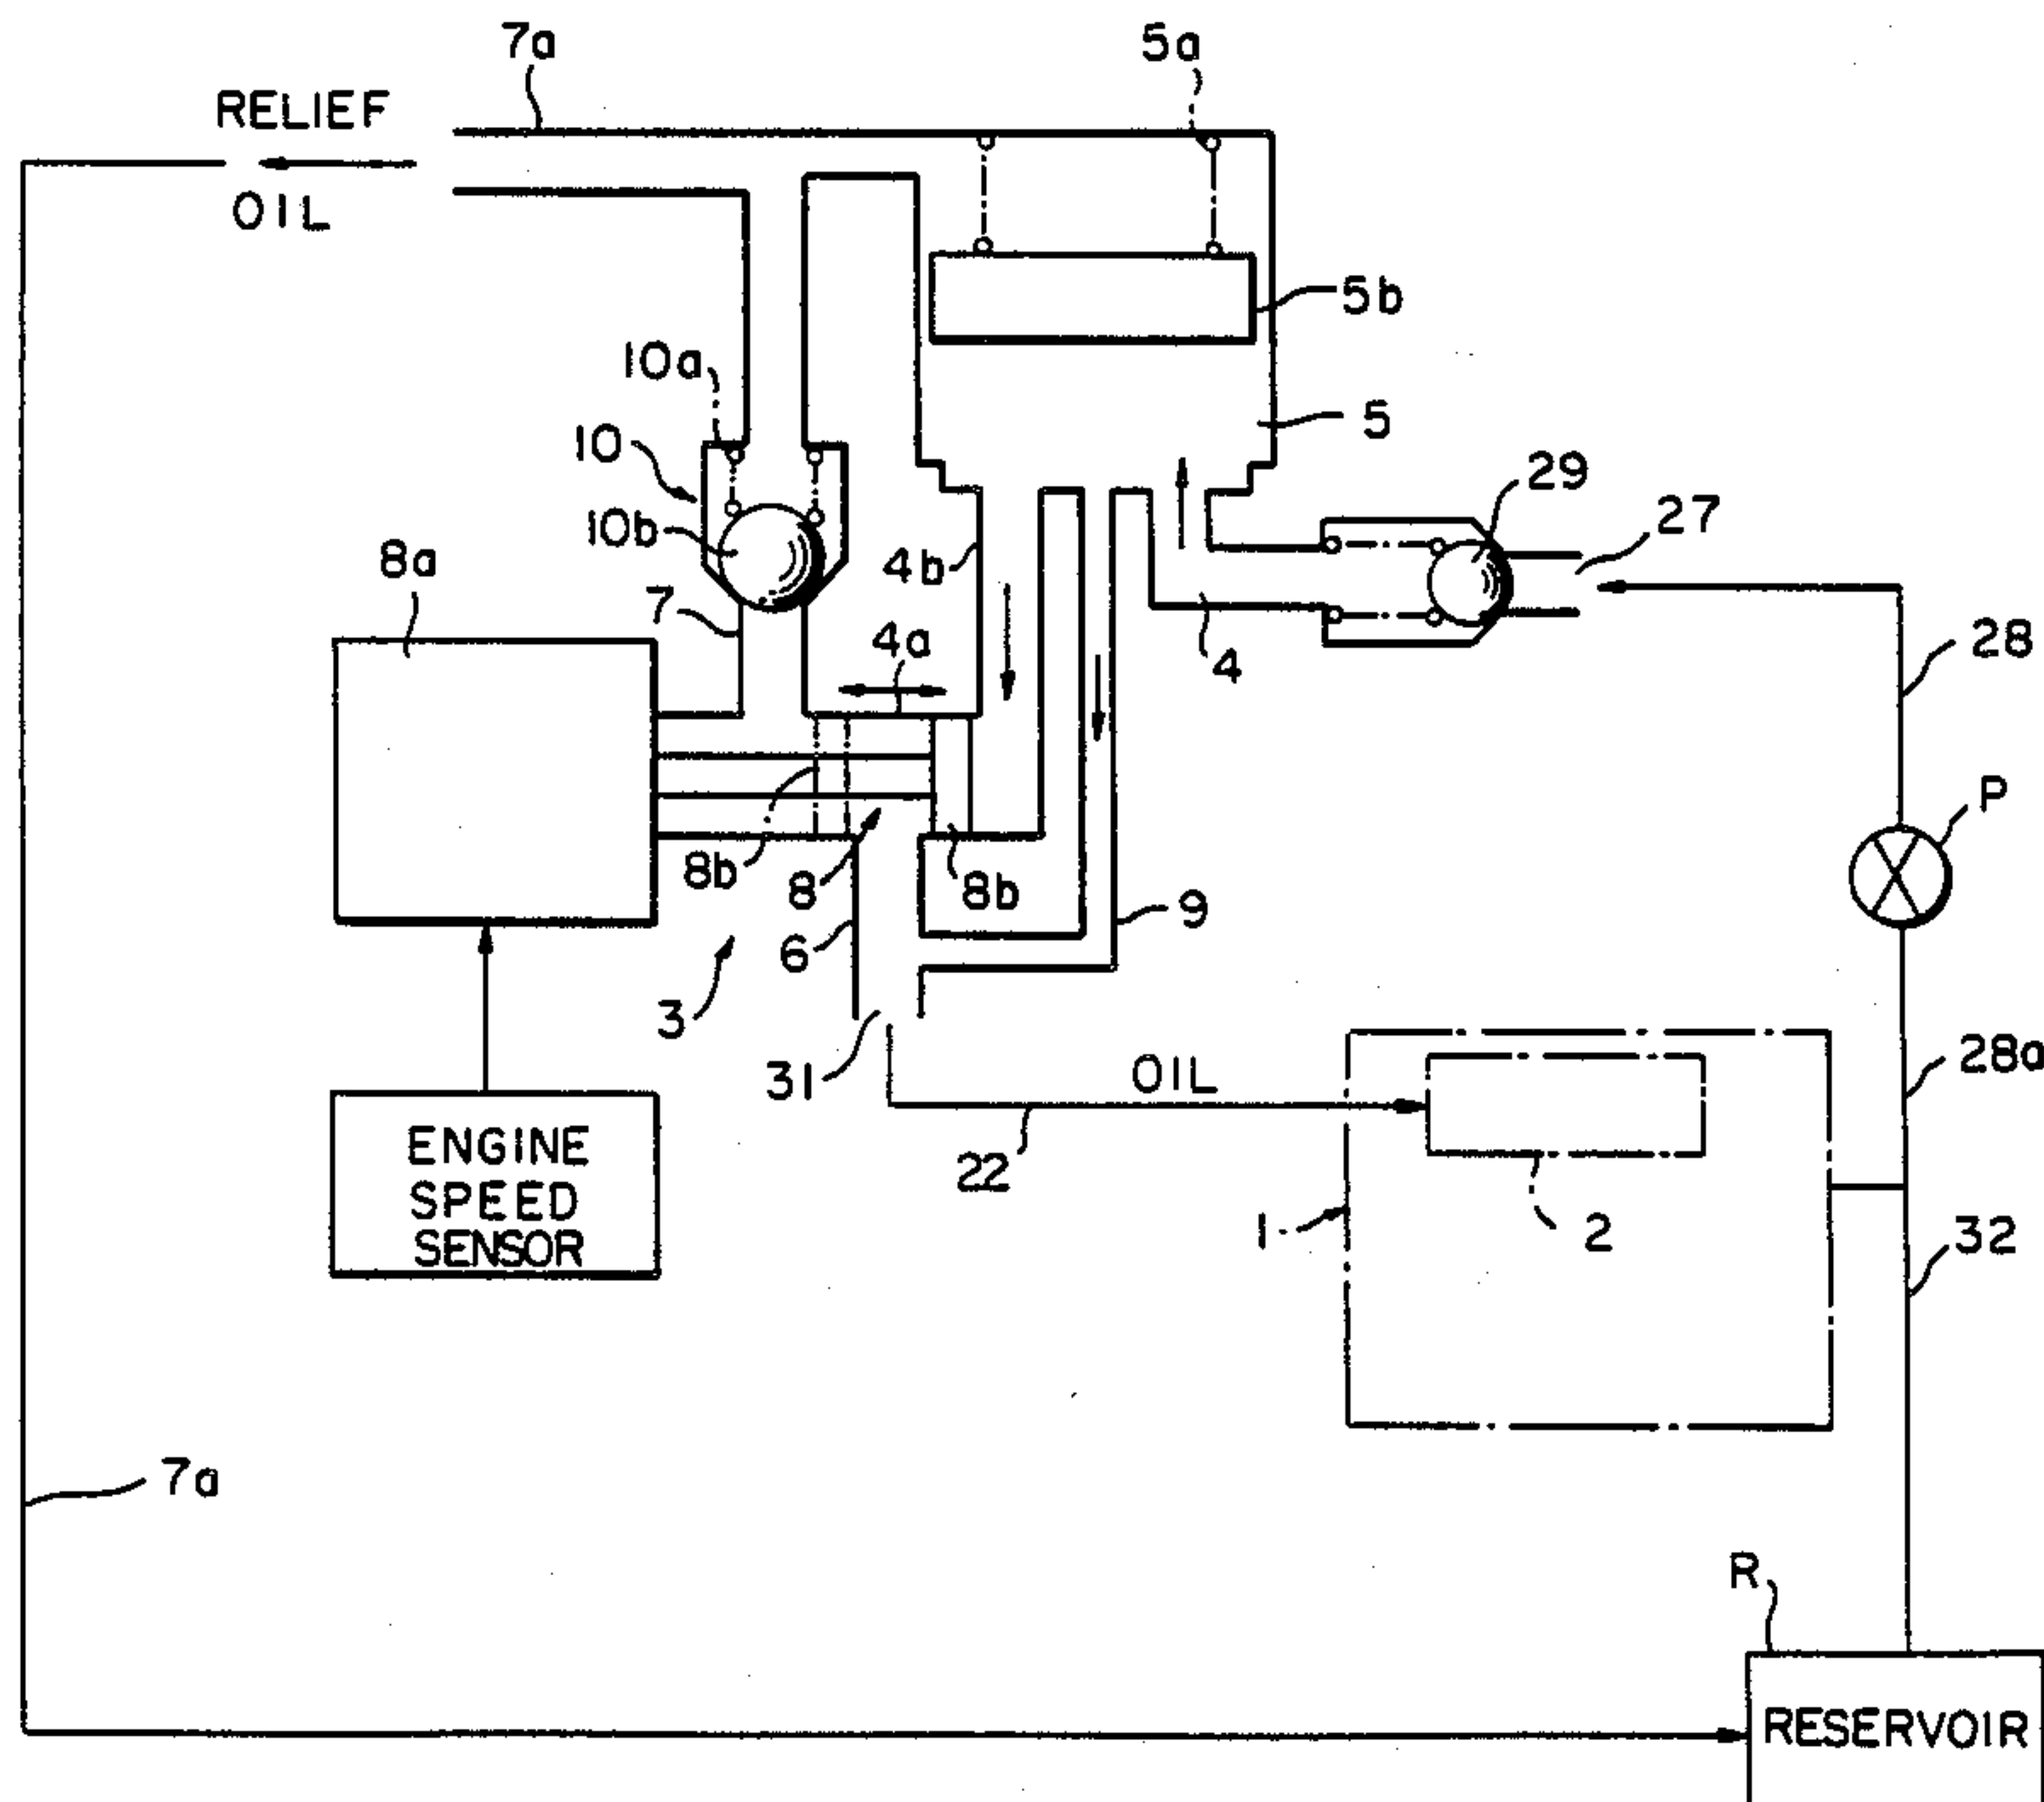 7a
5a
RELIEF
OIL
5b
10a
10
5
29
27
10b
8a
4b
7
4a
4
28
P
8b
8
8b
9
6
3
31
OIL
28a
ENGINE
SPEED
SENSOR
22
1
2
32
7a
R
RESERVOIR